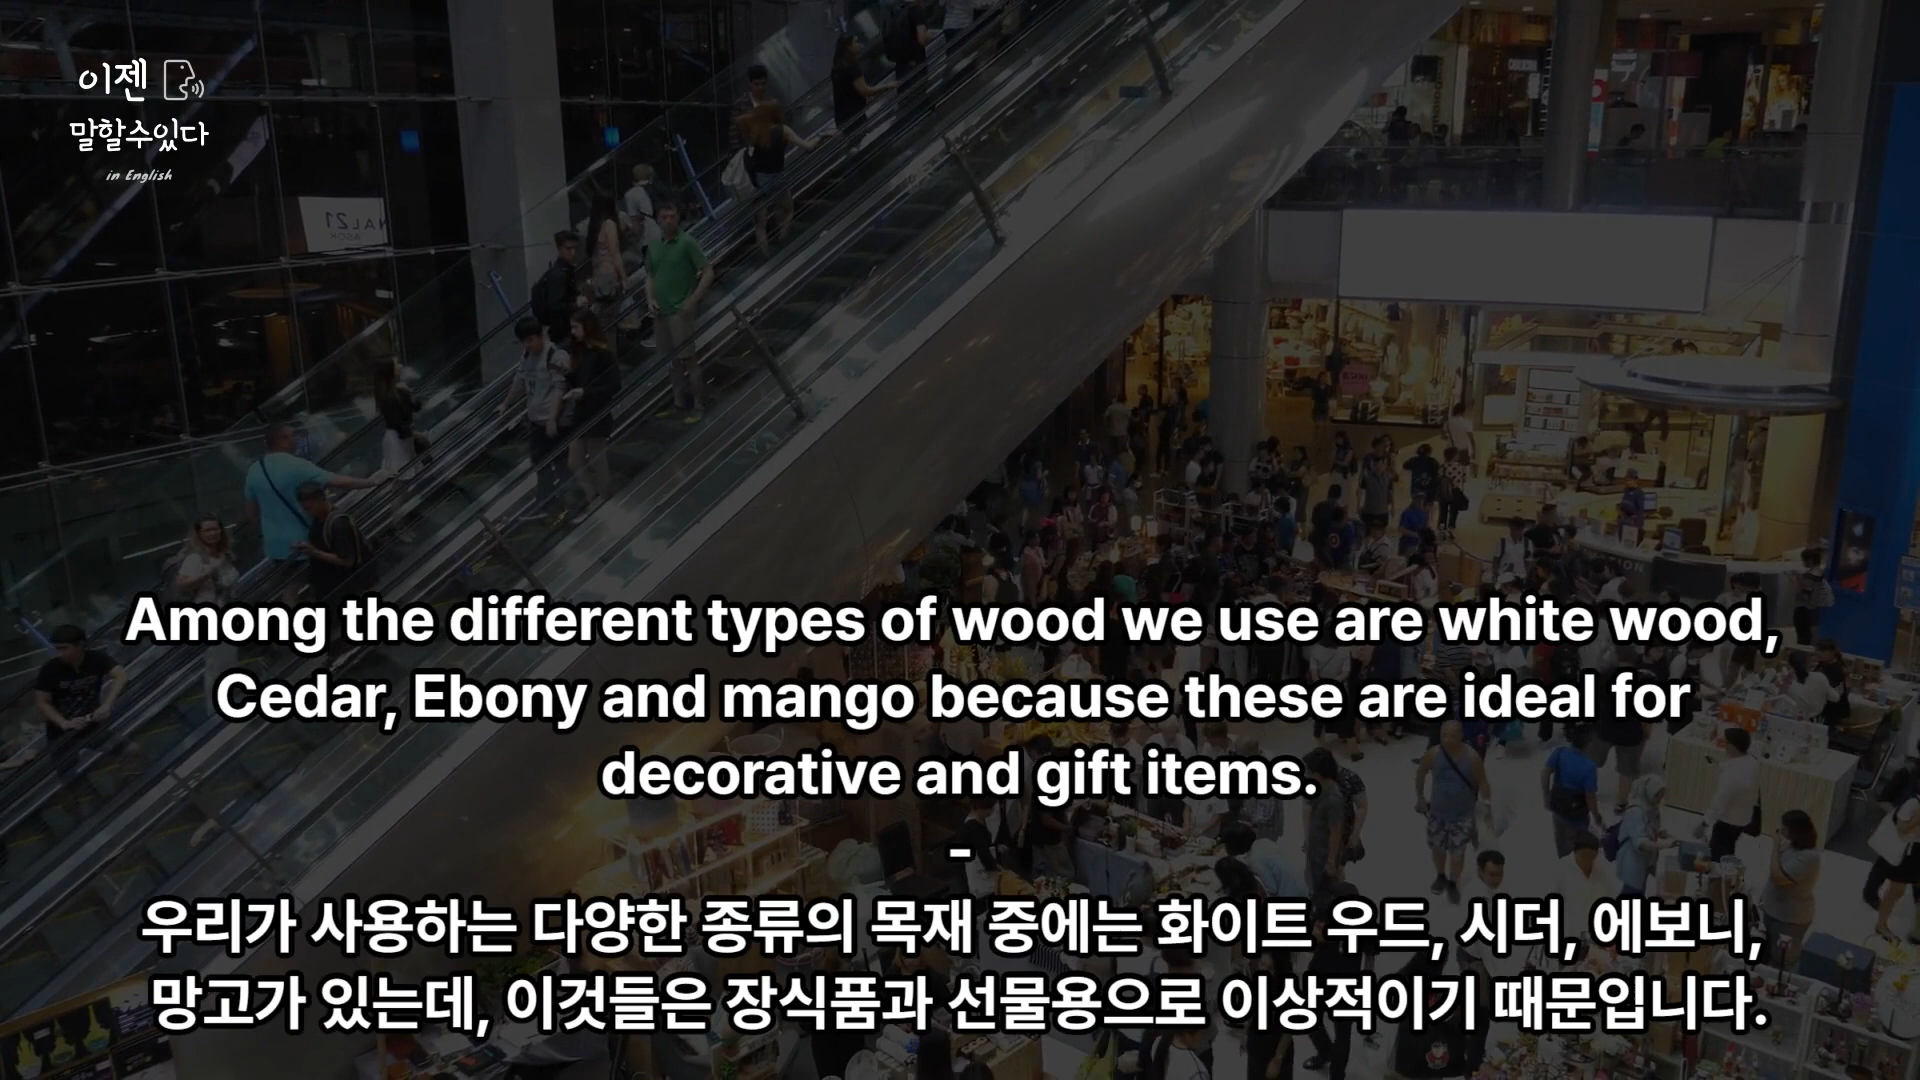 이젠
말할수있다
in English
Among the different types of wood we use are white wood,
Cedar, Ebony and mango because these are ideal for
decorative and gift items.
-
우리가 사용하는 다양한 종류의 목재 중에는 화이트 우드, 시더, 에보니,
망고가 있는데, 이것들은 장식품과 선물용으로 이상적이기 때문입니다.